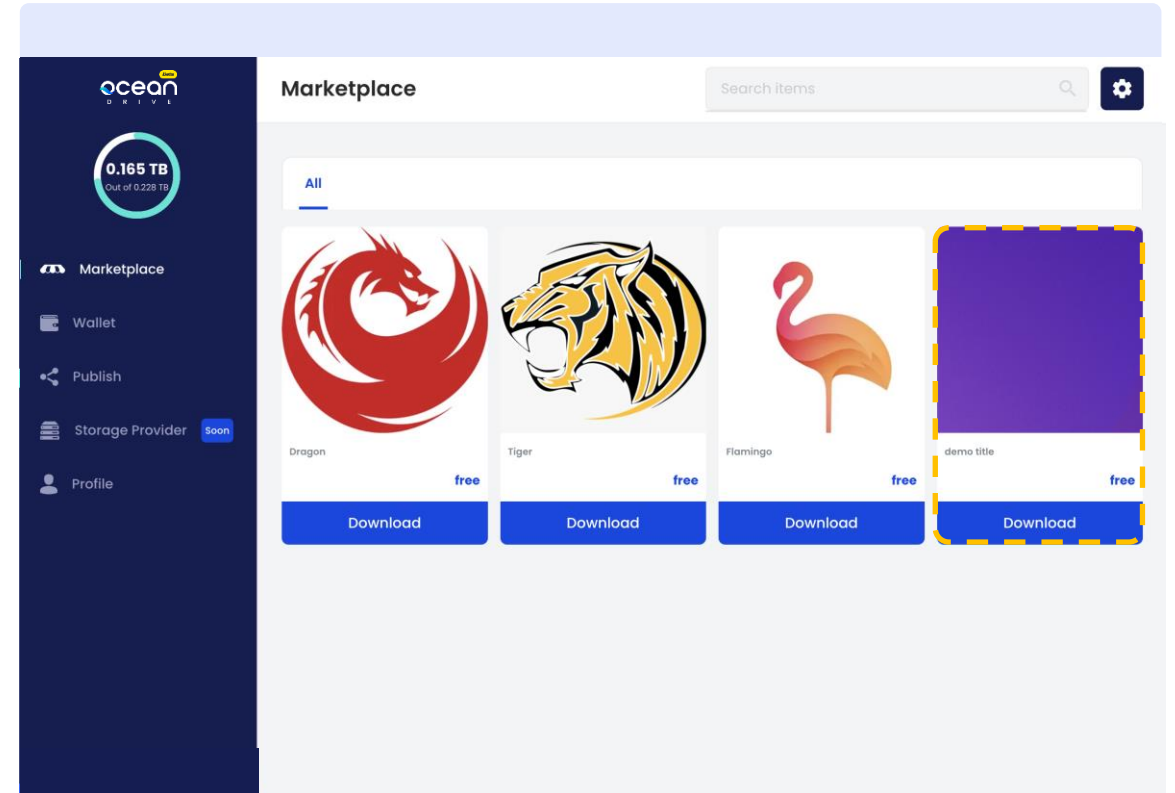 Beta
ocean
DRIVE
0.165 TB
Out of 0.228 TB
Marketplace
Wallet
Publish
Storage Provider Soon
Profile
Marketplace
Search items
All
Dragon
free
Download
Tiger
free
Download
Flamingo
free
Download
demo title
free
Download